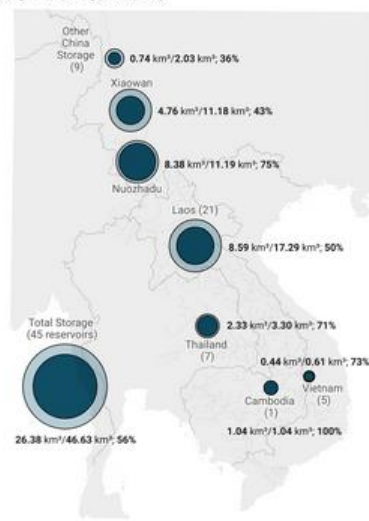 Other
China
Storage
(9)
0.74 km³/2.03 km³; 36%
Xiaowan
4.76 km³/11.18 km³; 43%
8.38 km³/11.19 km³; 75%
Nuozhadu
Laos (21)
8.59 km³/17.29 km³; 50%
Total Storage
(45 reservoirs)
2.33 km³/3.30 km³; 71%
Thailand
(7)
0.44 km³/0.61 km³; 73%
Vietnam
(5)
Cambodia
(1)
1.04 km³/1.04 km³; 100%
26.38 km³/46.63 km³; 56%